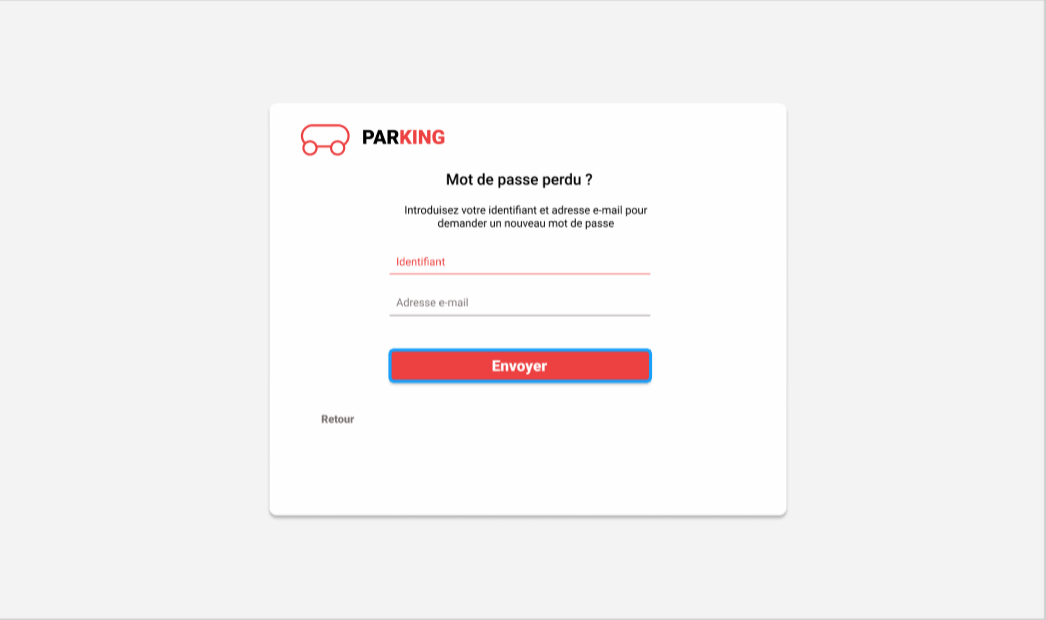 PARKING
Mot de passe perdu ?
Introduisez votre identifiant et adresse e-mail pour
demander un nouveau mot de passe
Identifiant
Adresse e-mail
Envoyer
Retour